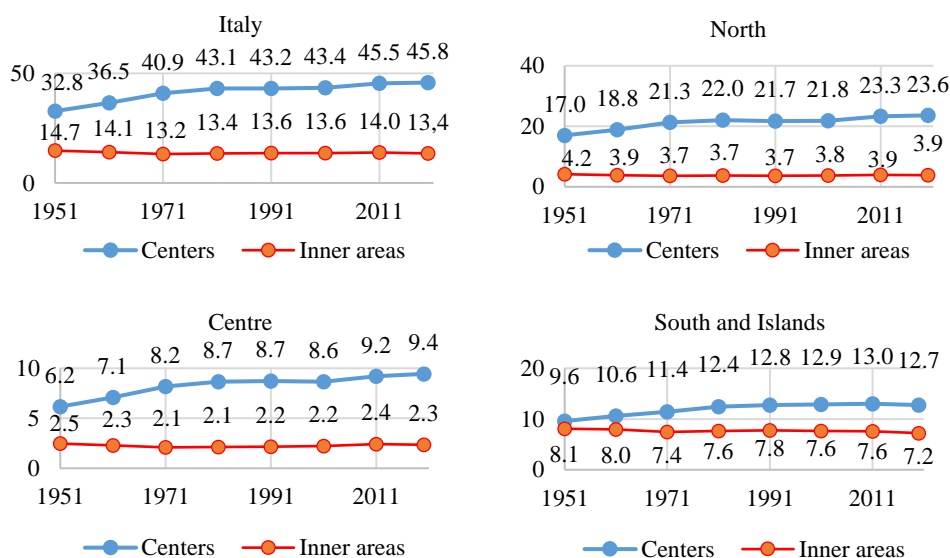 Italy
32.8 36.5 40.9 43.1 43.2 43.4 45.5 45.8
50
14.7 14.1 13.2 13.4 13.6 13.6 14.0 13,4
0
1951 1971 1991 2011
Centers Inner areas
North
40
17.0 18.8 21.3 22.0 21.7 21.8 23.3 23.6
20
4.2 3.9 3.7 3.7 3.7 3.8 3.9 3.9
0
1951 1971 1991 2011
Centers Inner areas
Centre
6.2 7.1 8.2 8.7 8.7 8.6 9.2 9.4
10
5
2.5 2.3 2.1 2.1 2.2 2.2 2.4 2.3
0
1951 1971 1991 2011
Centers Inner areas
South and Islands
20
9.6 10.6 11.4 12.4 12.8 12.9 13.0 12.7
10
8.1 8.0 7.4 7.6 7.8 7.6 7.6 7.2
0
1951 1971 1991 2011
Centers Inner areas